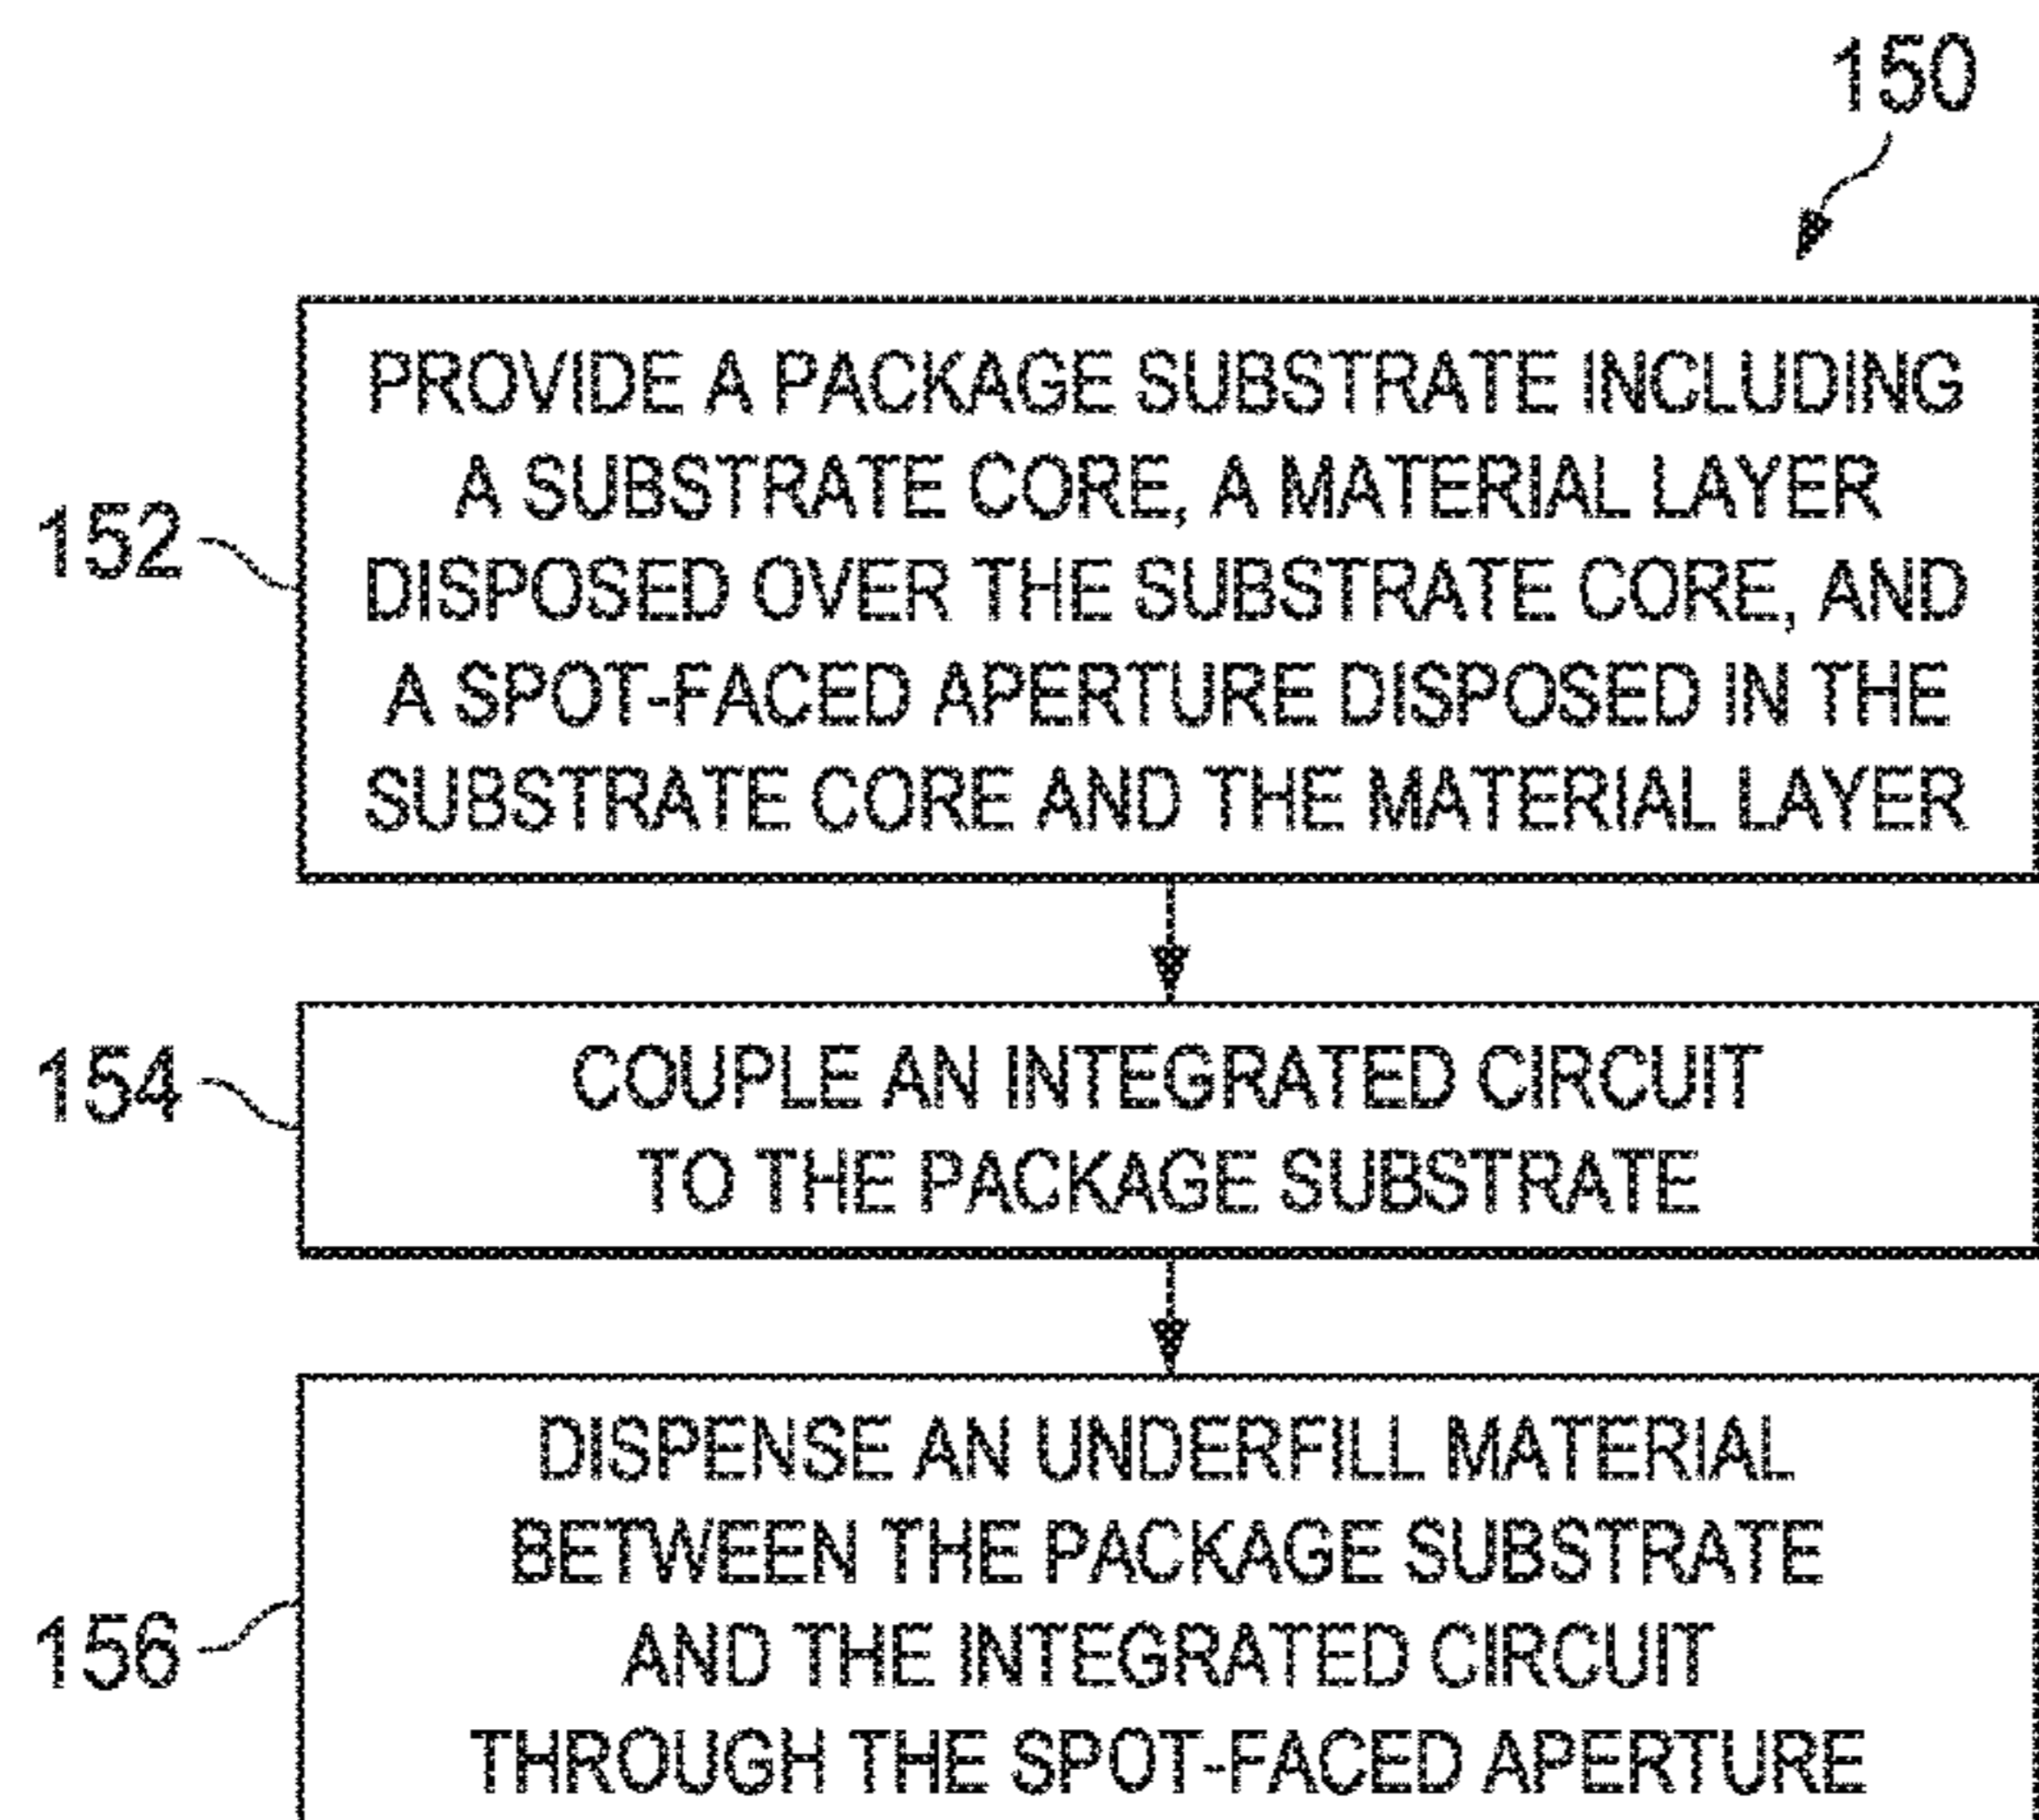 150
152
PROVIDE A PACKAGE SUBSTRATE INCLUDING
A SUBSTRATE CORE, A MATERIAL LAYER
DISPOSED OVER THE SUBSTRATE CORE, AND
A SPOT-FACED APERTURE DISPOSED IN THE
SUBSTRATE CORE AND THE MATERIAL LAYER
154
COUPLE AN INTEGRATED CIRCUIT
TO THE PACKAGE SUBSTRATE
156
DISPENSE AN UNDERFILL MATERIAL
BETWEEN THE PACKAGE SUBSTRATE
AND THE INTEGRATED CIRCUIT
THROUGH THE SPOT-FACED APERTURE